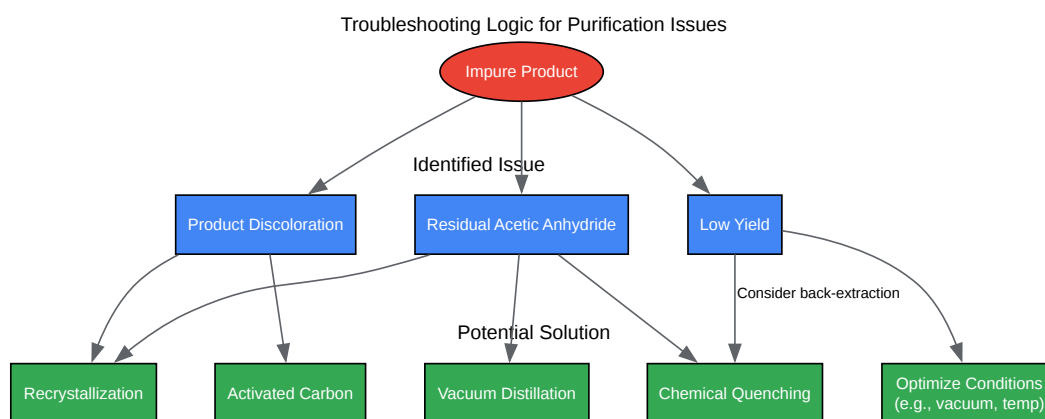 Troubleshooting Logic for Purification Issues
Impure Product
Identified Issue
Product Discoloration
Residual Acetic Anhydride
Low Yield
Consider back-extraction
Potential Solution
Recrystallization
Activated Carbon
Vacuum Distillation
Chemical Quenching
Optimize Conditions
(e.g., vacuum, temp)